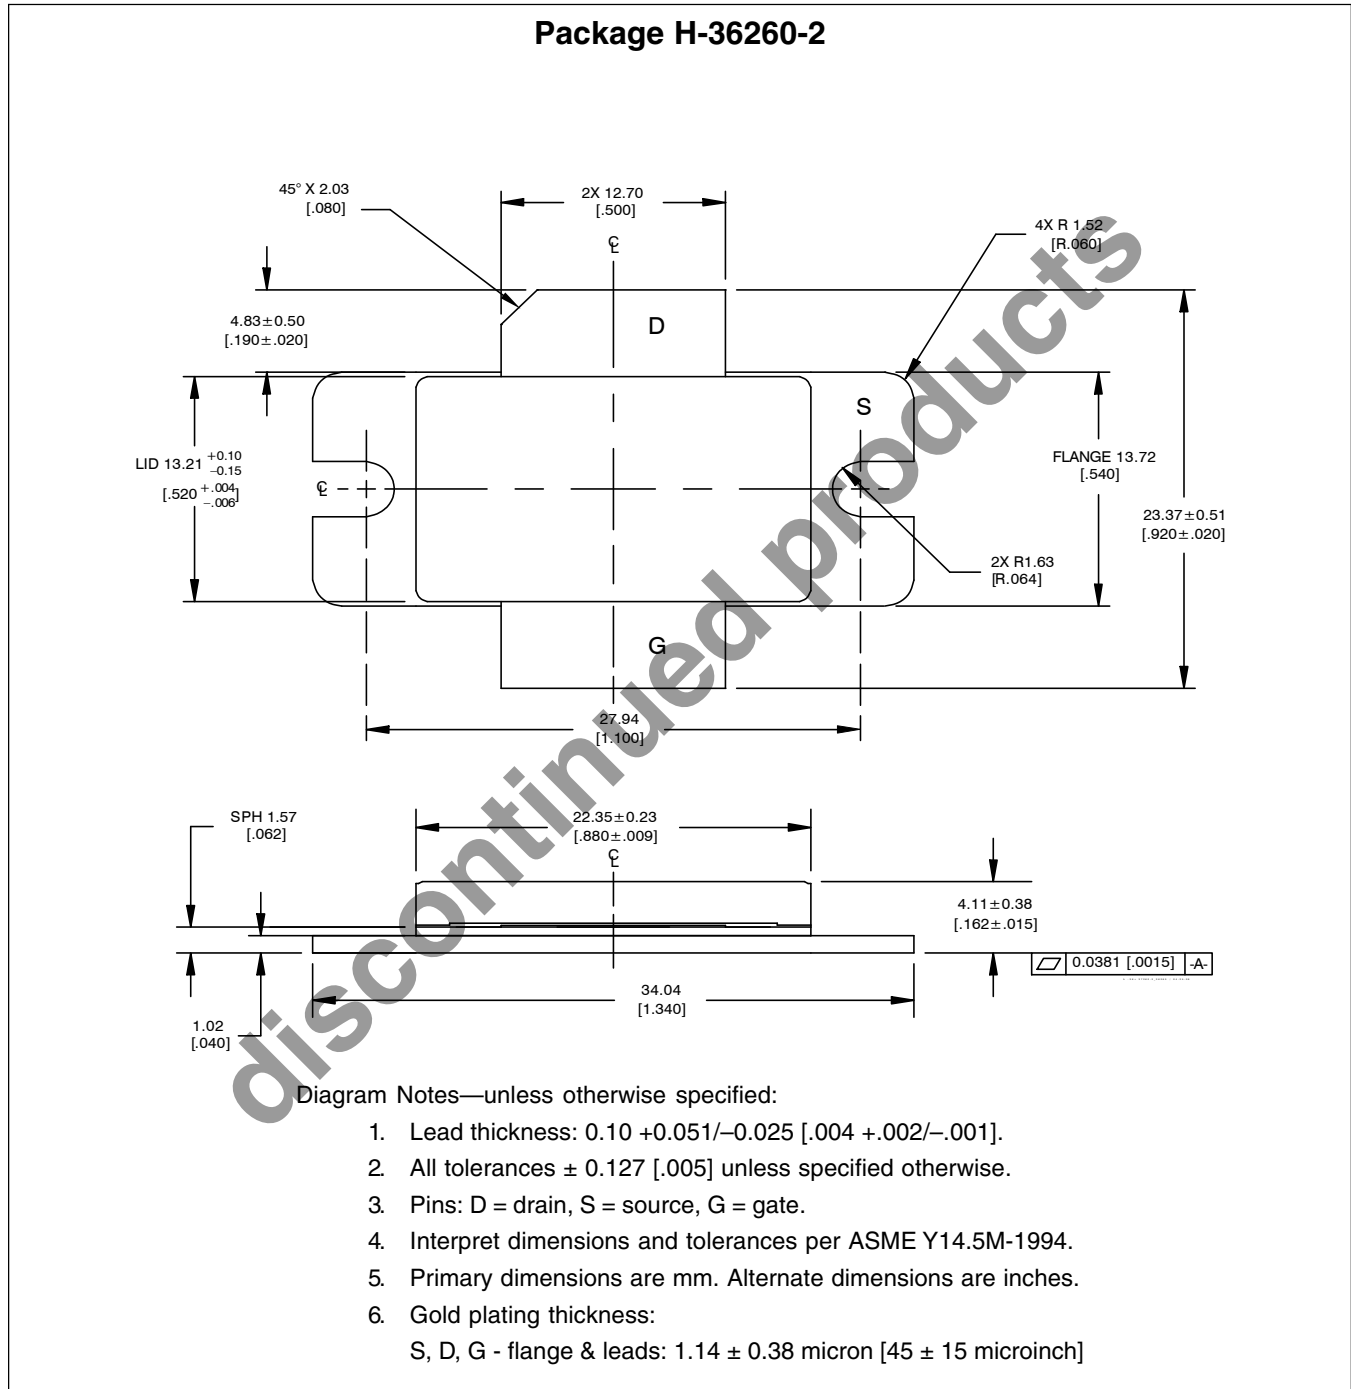 Package H-36260-2
45° X 2.03
[.080]
2X 12.70
[.500]
4X R 1.52
[R.060]
CL
D
4.83±0.50
[.190±.020]
S
LID 13.21 +0.10 –0.15
[.520 +.004 –.006]
CL
FLANGE 13.72
[.540]
23.37±0.51
[.920±.020]
2X R1.63
[R.064]
G
27.94
[1.100]
SPH 1.57
[.062]
22.35±0.23
[.880±.009]
CL
4.11±0.38
[.162±.015]
0.0381 [.0015] -A-
34.04
[1.340]
1.02
[.040]
discontinued products
Diagram Notes—unless otherwise specified:
1. Lead thickness: 0.10 +0.051/–0.025 [.004 +.002/–.001].
2. All tolerances ± 0.127 [.005] unless specified otherwise.
3. Pins: D = drain, S = source, G = gate.
4. Interpret dimensions and tolerances per ASME Y14.5M-1994.
5. Primary dimensions are mm. Alternate dimensions are inches.
6. Gold plating thickness:
S, D, G - flange & leads: 1.14 ± 0.38 micron [45 ± 15 microinch]